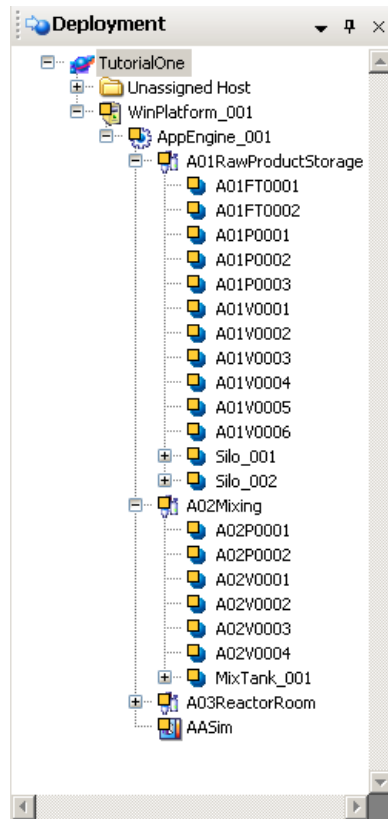 Deployment
TutorialOne
Unassigned Host
WinPlatform_001
AppEngine_001
A01RawProductStorage
A01FT0001
A01FT0002
A01P0001
A01P0002
A01P0003
A01V0001
A01V0002
A01V0003
A01V0004
A01V0005
A01V0006
Silo_001
Silo_002
A02Mixing
A02P0001
A02P0002
A02V0001
A02V0002
A02V0003
A02V0004
MixTank_001
A03ReactorRoom
AASim